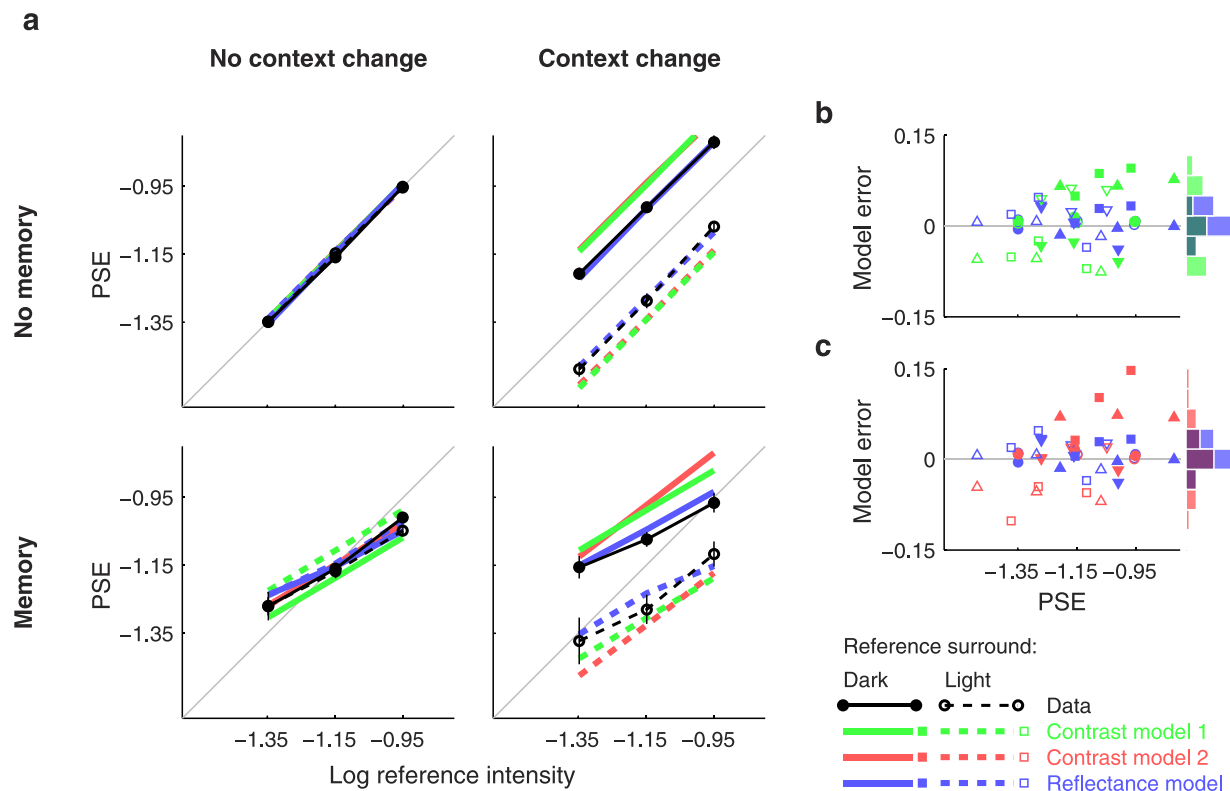 a
No context change
Context change
No memory
PSE
−0.95
−1.15
−1.35
b
Model error
0.15
0
−0.15
c
Model error
0.15
0
−0.15
−1.35 −1.15 −0.95
PSE
Memory
PSE
−0.95
−1.15
−1.35
−1.35 −1.15 −0.95
−1.35 −1.15 −0.95
Log reference intensity
Reference surround:
Dark Light
Data
Contrast model 1
Contrast model 2
Reflectance model